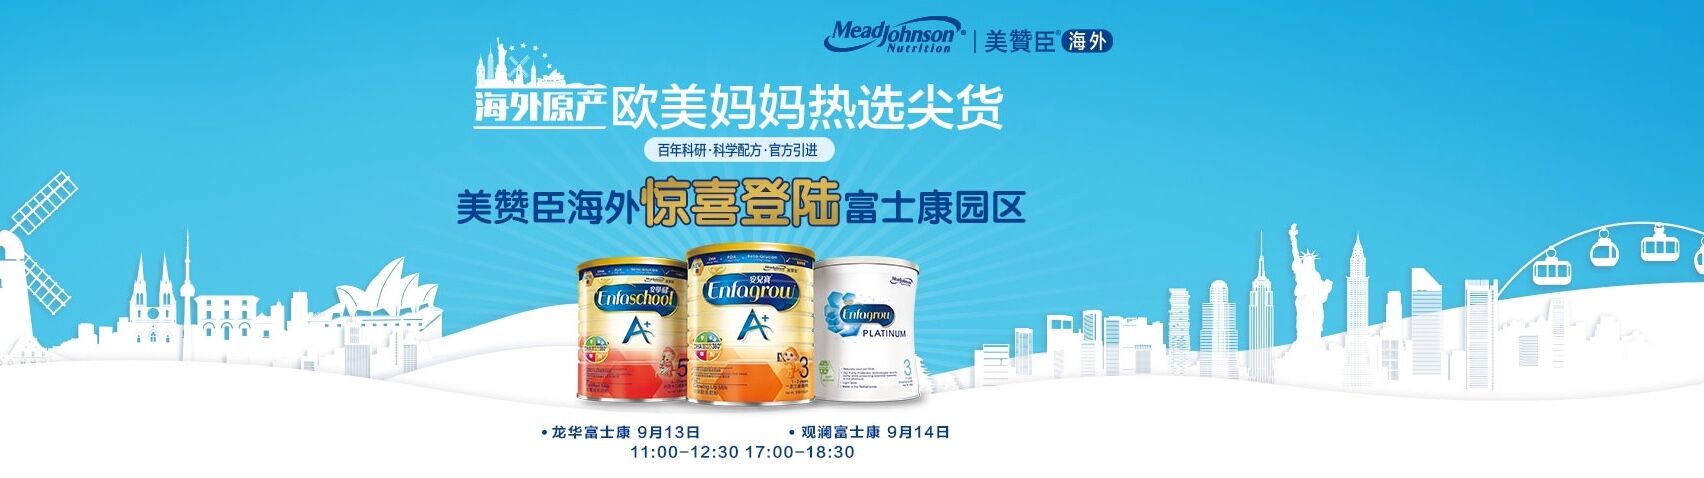 MeadJohnson® Nutrition | 美贊臣® 海外
海外原产 欧美妈妈热选尖货
百年科研·科学配方·官方引进
美赞臣海外惊喜登陆富士康园区
Enfaschool
A+
5
Enfagrow
A+
3
Enfagrow
PLATINUM
3
•龙华富士康 9月13日
•观澜富士康 9月14日
11:00-12:30 17:00-18:30